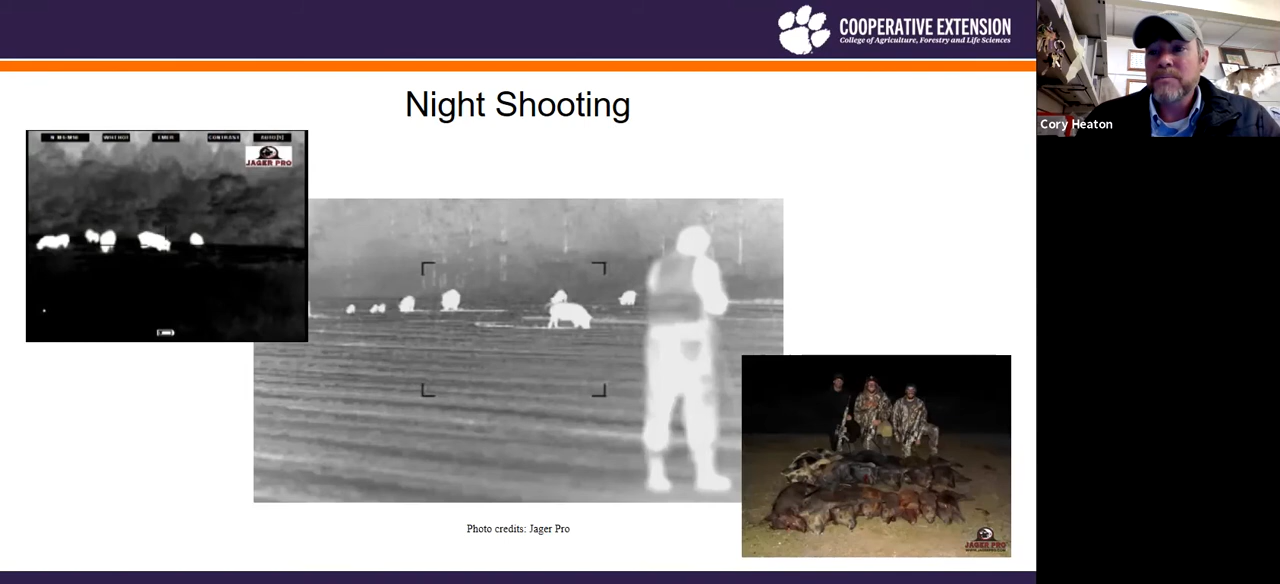 COOPERATIVE EXTENSION
College of Agriculture, Forestry and Life Sciences
Cory Heaton
Night Shooting
CONTRAST
JAGER PRO
Photo credits: Jager Pro
JAGER PRO